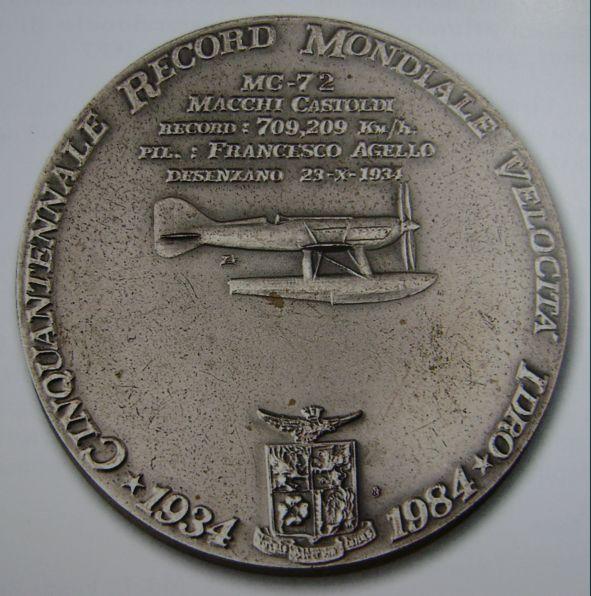 CINQUANTENNALE RECORD MONDIALE VELOCITA' IDRO
MC-72
MACCHI CASTOLDI
RECORD: 709,209 KM/h.
PIL.: FRANCESCO AGELLO
DESENZANO 23-X-1934
★ 1934
1984 ★